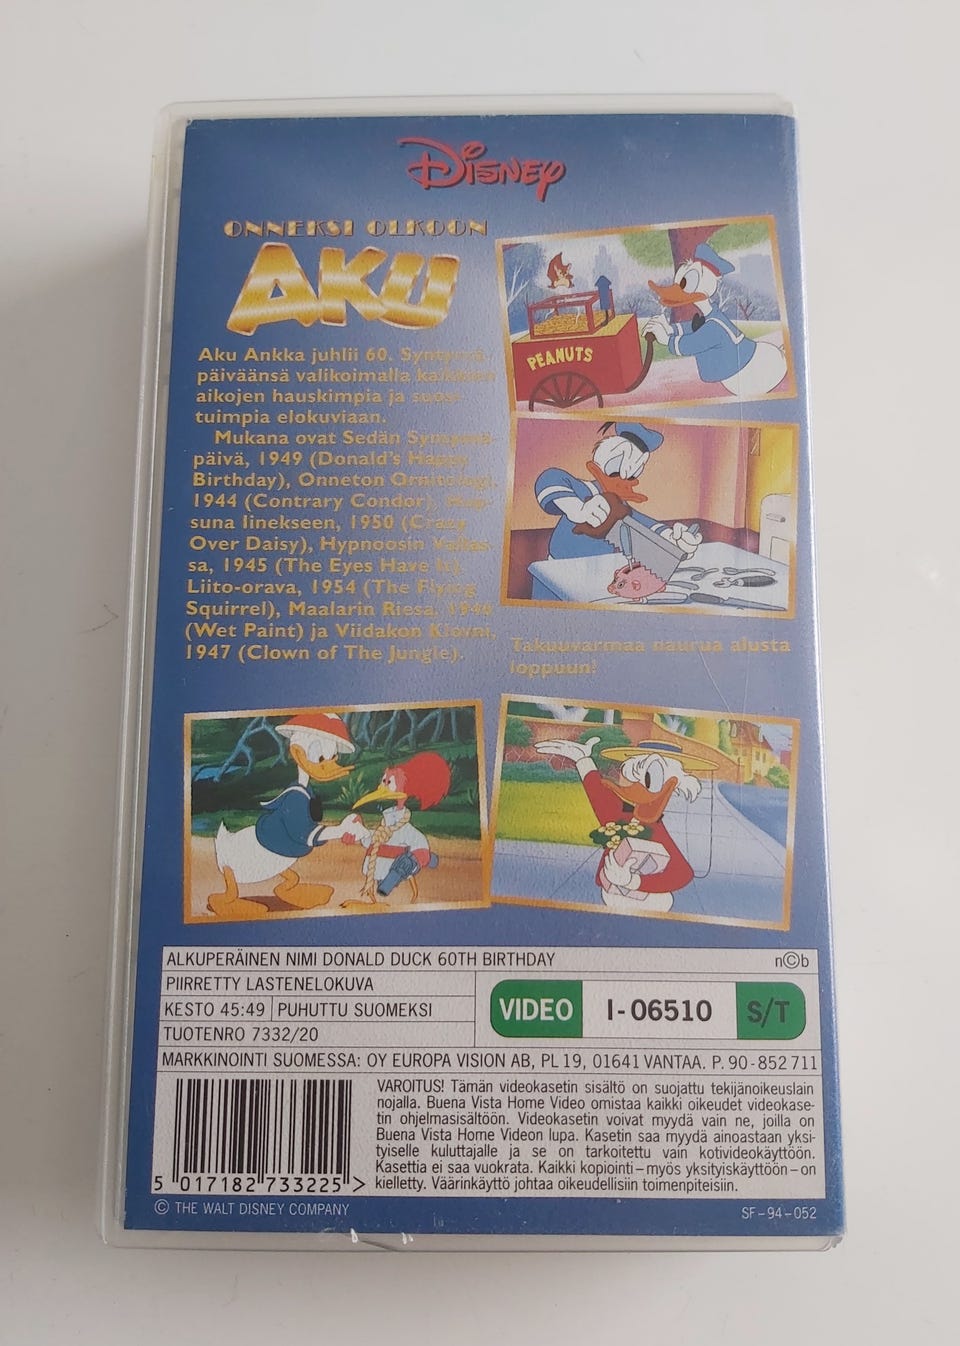 Disney
ONNEKSI OLKOON
AKU
Aku Ankka juhlii 60. Syntymä-
päiväänsä valikoimalla kaikkien
aikojen hauskimpia ja suos-
tuimpia elokuviaan.
Mukana ovat Sedän Syntymä-
päivä, 1949 (Donald's Happy
Birthday), Onneton Ornitologi,
1944 (Contrary Condor), Hup-
suna Iinekseen, 1950 (Crazy
Over Daisy), Hypnoosin Vallas-
sa, 1945 (The Eyes Have It),
Liito-orava, 1954 (The Flying
Squirrel), Maalarin Riesa, 1946
(Wet Paint) ja Viidakon Klovni,
1947 (Clown of The Jungle).
PEANUTS
Takuuvarmaa naurua alusta
loppuun!
ALKUPERÄINEN NIMI DONALD DUCK 60TH BIRTHDAY
n©b
PIIRRETTY LASTENELOKUVA
KESTO 45:49 PUHUTTU SUOMEKSI
TUOTENRO 7332/20
VIDEO I-06510 S/T
MARKKINOINTI SUOMESSA: OY EUROPA VISION AB, PL 19, 01641 VANTAA. P. 90-852 711
VAROITUS! Tämän videokasetin sisältö on suojattu tekijänoikeuslain
nojalla. Buena Vista Home Video omistaa kaikki oikeudet videokase-
tin ohjelmasisältöön. Videokasetin voivat myydä vain ne, joilla on
Buena Vista Home Videon lupa. Kasetin saa myydä ainoastaan yksi-
tyiselle kuluttajalle ja se on tarkoitettu vain kotivideokäyttöön.
Kasettia ei saa vuokrata. Kaikki kopiointi – myös yksityiskäyttöön – on
kielletty. Väärinkäyttö johtaa oikeudellisiin toimenpiteisiin.
5 017182 733225 >
© THE WALT DISNEY COMPANY
SF-94-052